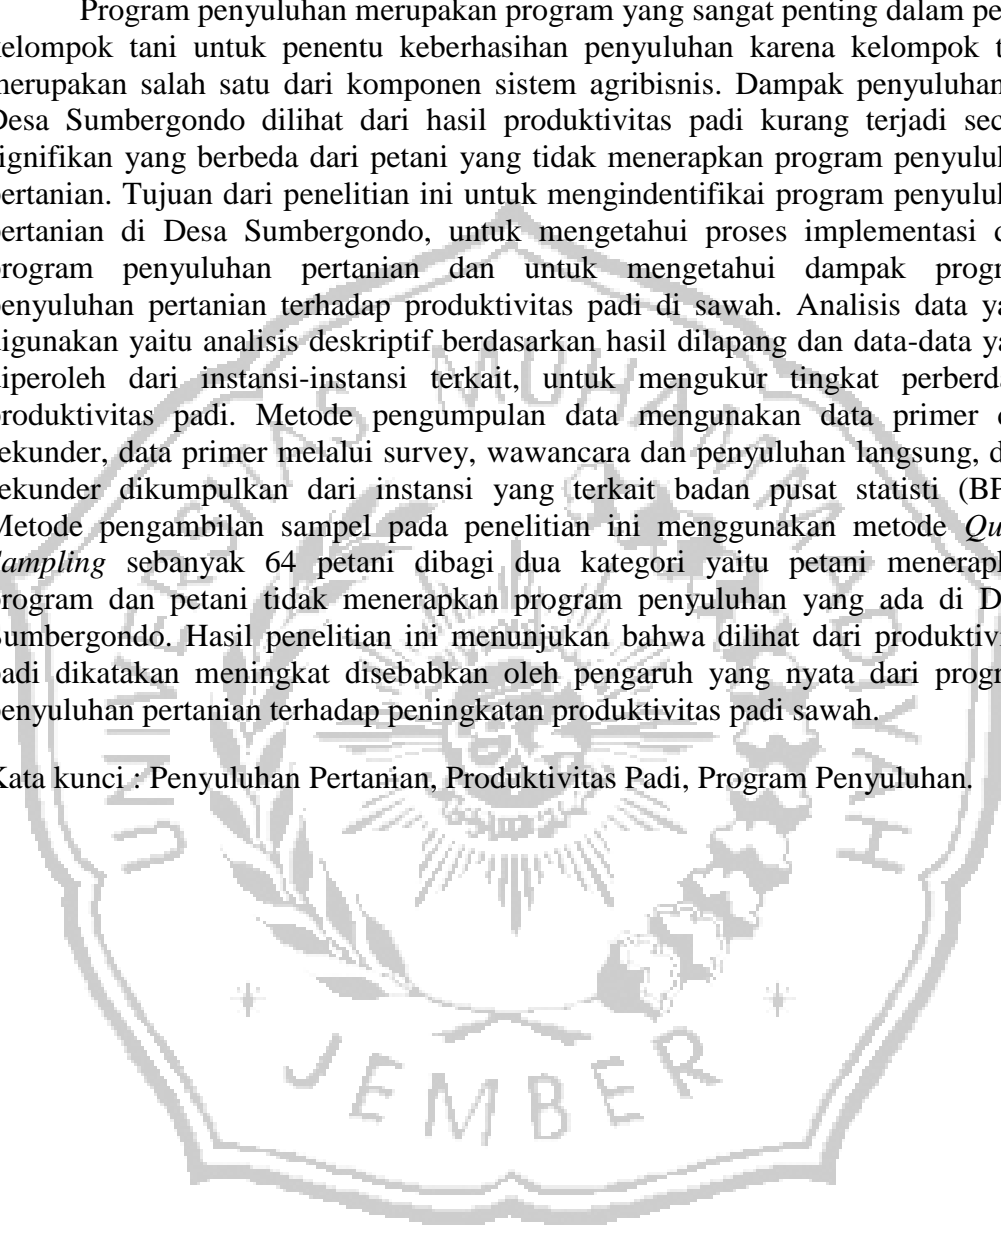 Program penyuluhan merupakan program yang sangat penting dalam pe
kelompok tani untuk penentu keberhasihan penyuluhan karena kelompok t
merupakan salah satu dari komponen sistem agribisnis. Dampak penyuluhan
Desa Sumbergondo dilihat dari hasil produktivitas padi kurang terjadi sec
signifikan yang berbeda dari petani yang tidak menerapkan program penyulul
pertanian. Tujuan dari penelitian ini untuk mengindentifikai program penyulul
pertanian di Desa Sumbergondo, untuk mengetahui proses implementasi d
program penyuluhan pertanian dan untuk mengetahui dampak progr
penyuluhan pertanian terhadap produktivitas padi di sawah. Analisis data ya
digunakan yaitu analisis deskriptif berdasarkan hasil dilapang dan data-data ya
diperoleh dari instansi-instansi terkait, untuk mengukur tingkat perberda
produktivitas padi. Metode pengumpulan data mengunakan data primer d
sekunder, data primer melalui survey, wawancara dan penyuluhan langsung, d
sekunder dikumpulkan dari instansi yang terkait badan pusat statisti (BP
Metode pengambilan sampel pada penelitian ini menggunakan metode Qu
Sampling sebanyak 64 petani dibagi dua kategori yaitu petani menerapl
program dan petani tidak menerapkan program penyuluhan yang ada di D
Sumbergondo. Hasil penelitian ini menunjukan bahwa dilihat dari produktivi
padi dikatakan meningkat disebabkan oleh pengaruh yang nyata dari progr
penyuluhan pertanian terhadap peningkatan produktivitas padi sawah.
Kata kunci : Penyuluhan Pertanian, Produktivitas Padi, Program Penyuluhan.
UNIVERSITAS MUHAMMADIYAH
JEMBER